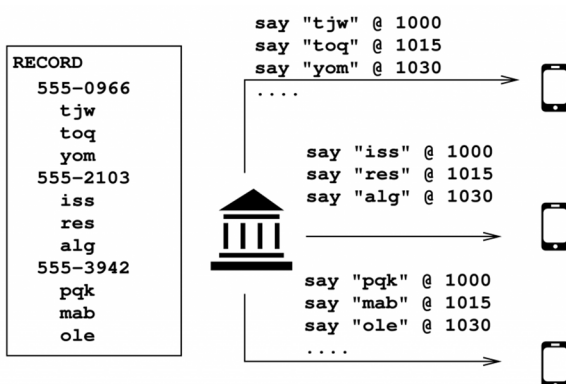 RECORD
555-0966
tjw
toq
yom
555-2103
iss
res
alg
555-3942
pqk
mab
ole
say "tjw" @ 1000
say "toq" @ 1015
say "yom" @ 1030
....
say "iss" @ 1000
say "res" @ 1015
say "alg" @ 1030
say "pqk" @ 1000
say "mab" @ 1015
say "ole" @ 1030
....